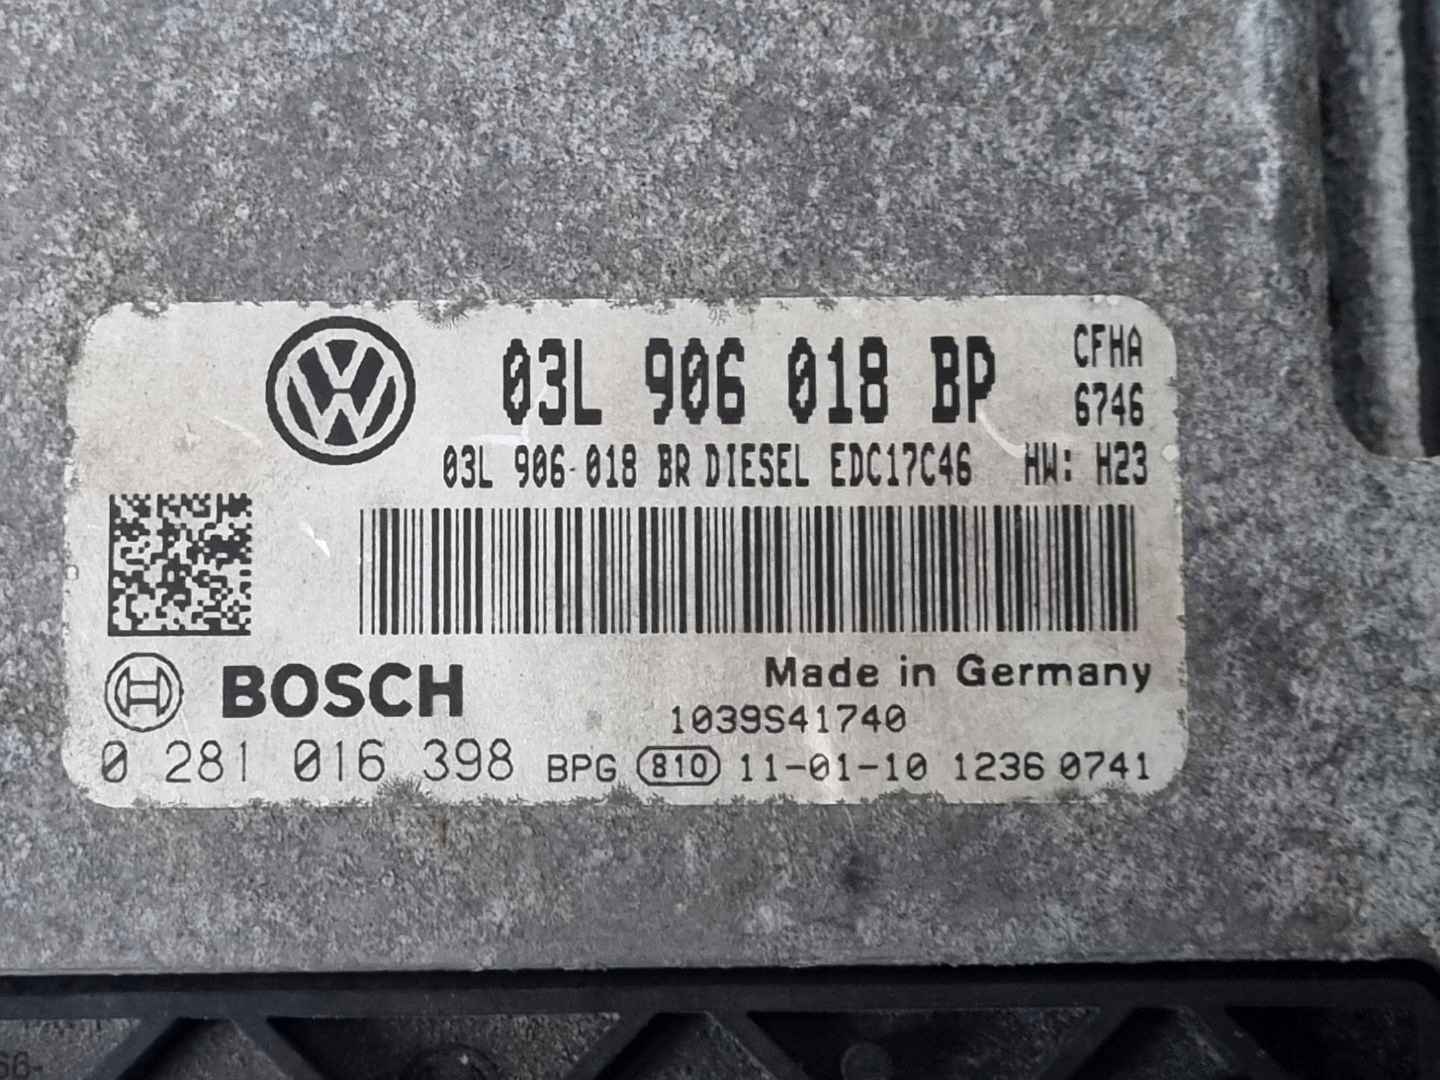 03L 906 018 BP
CFHA
6746
03L 906 018 BR DIESEL EDC17C46 HW: H23
BOSCH
Made in Germany
1039S41740
0 281 016 398 BPG 810 11-01-10 1236 0741
66-